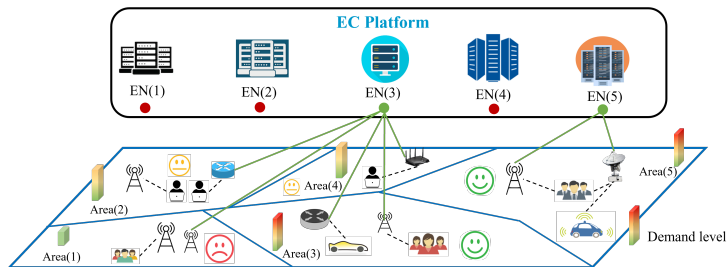 EC Platform
EN(1)
EN(2)
EN(3)
EN(4)
EN(5)
Area(5)
Area(4)
Area(2)
Area(1)
Area(3)
Demand level